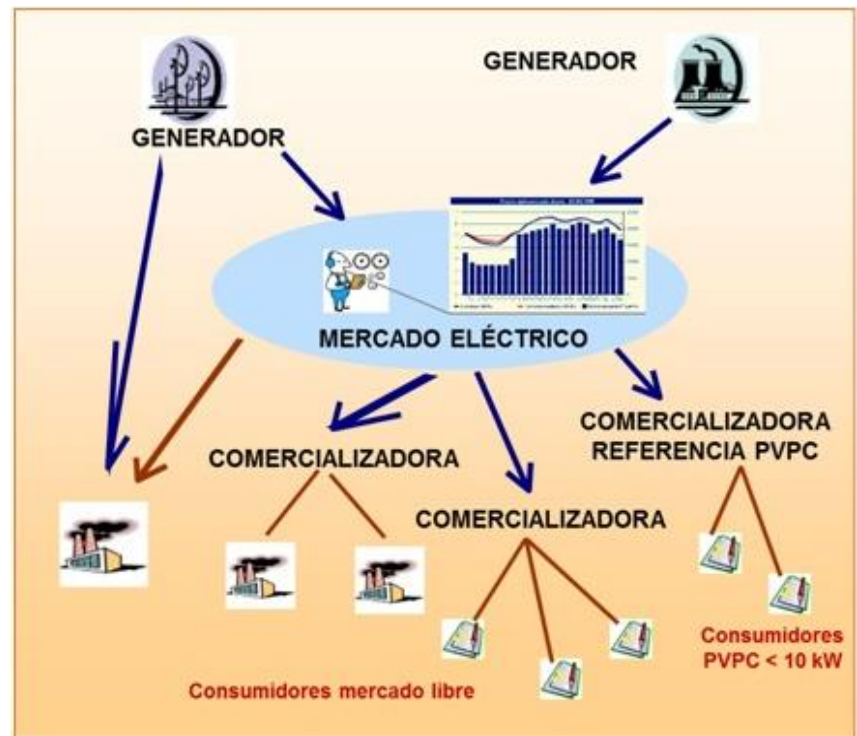 GENERADOR
GENERADOR
MERCADO ELÉCTRICO
COMERCIALIZADORA
REFERENCIA PVPC
COMERCIALIZADORA
COMERCIALIZADORA
Consumidores
PVPC < 10 kW
Consumidores mercado libre